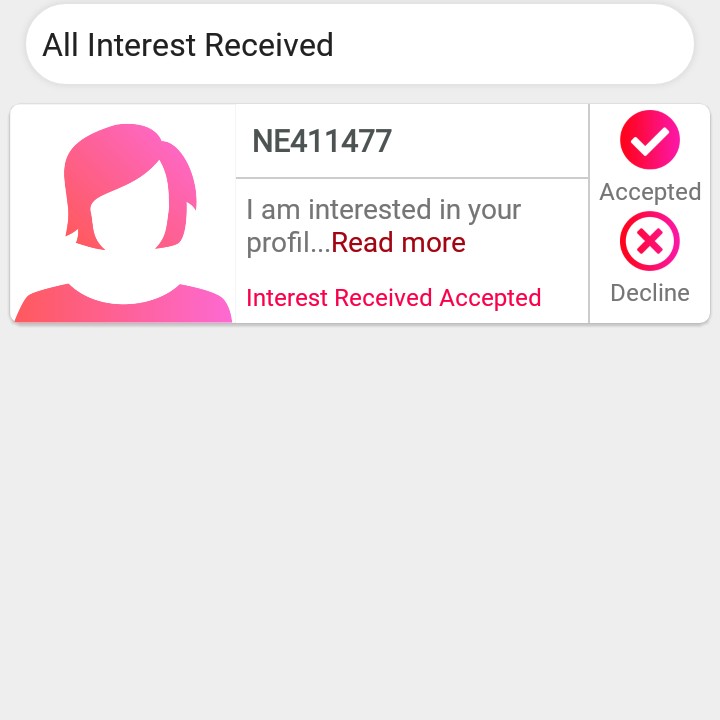 All Interest Received
NE411477
I am interested in your
profil...Read more
Interest Received Accepted
Accepted
Decline